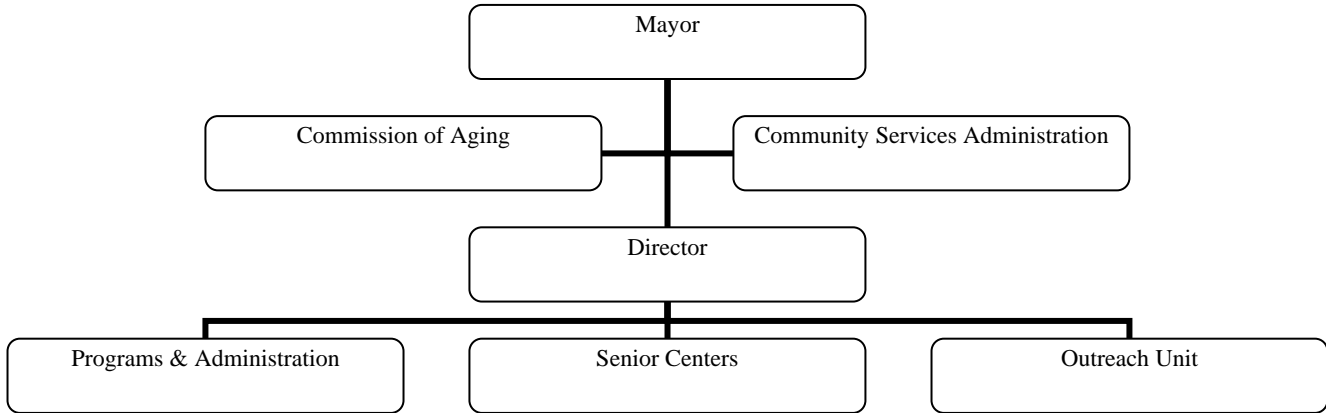 Mayor
Commission of Aging
Community Services Administration
Director
Programs & Administration
Senior Centers
Outreach Unit